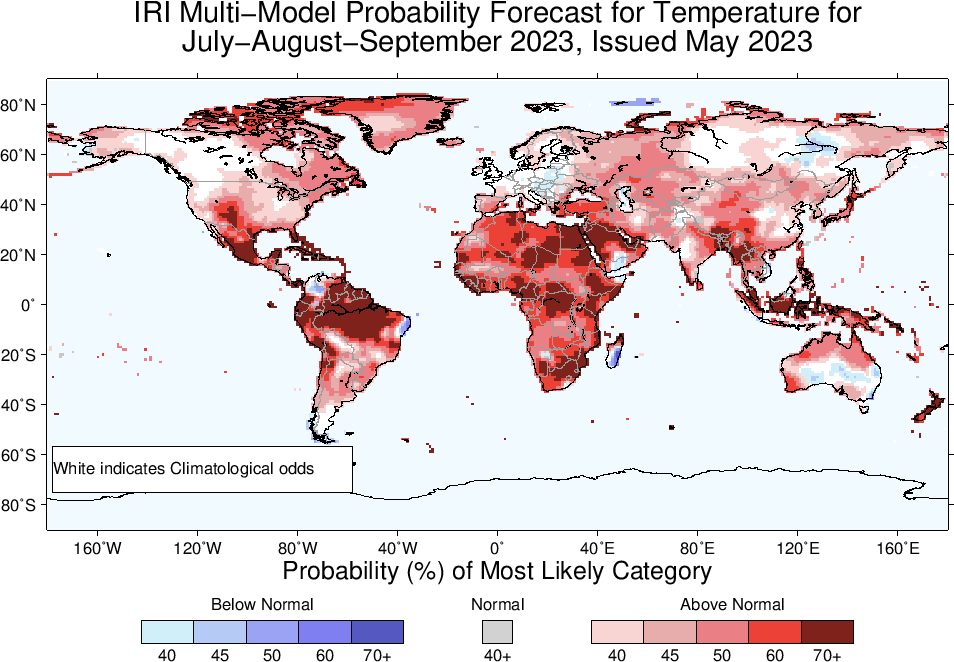 IRI Multi−Model Probability Forecast for Temperature for
July−August−September 2023, Issued May 2023
80˚N
60˚N
40˚N
20˚N
0˚
20˚S
40˚S
60˚S
80˚S
White indicates Climatological odds
160˚W 120˚W 80˚W 40˚W 0˚ 40˚E 80˚E 120˚E 160˚E
Probability (%) of Most Likely Category
Below Normal Normal Above Normal
40 45 50 60 70+ 40+ 40 45 50 60 70+